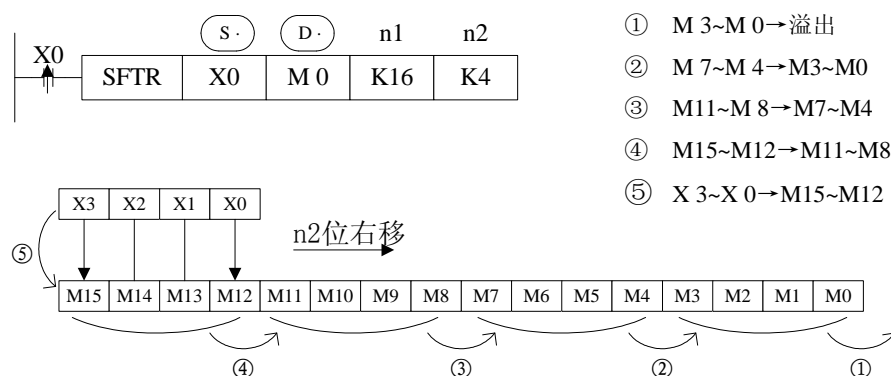 S · D · n1 n2
X0
SFTR X0 M 0 K16 K4
① M 3~M 0→溢出
② M 7~M 4→M3~M0
③ M11~M 8→M7~M4
④ M15~M12→M11~M8
⑤ X 3~X 0→M15~M12
X3 X2 X1 X0
n2位右移
⑤
M15 M14 M13 M12 M11 M10 M9 M8 M7 M6 M5 M4 M3 M2 M1 M0
④ ③ ② ①